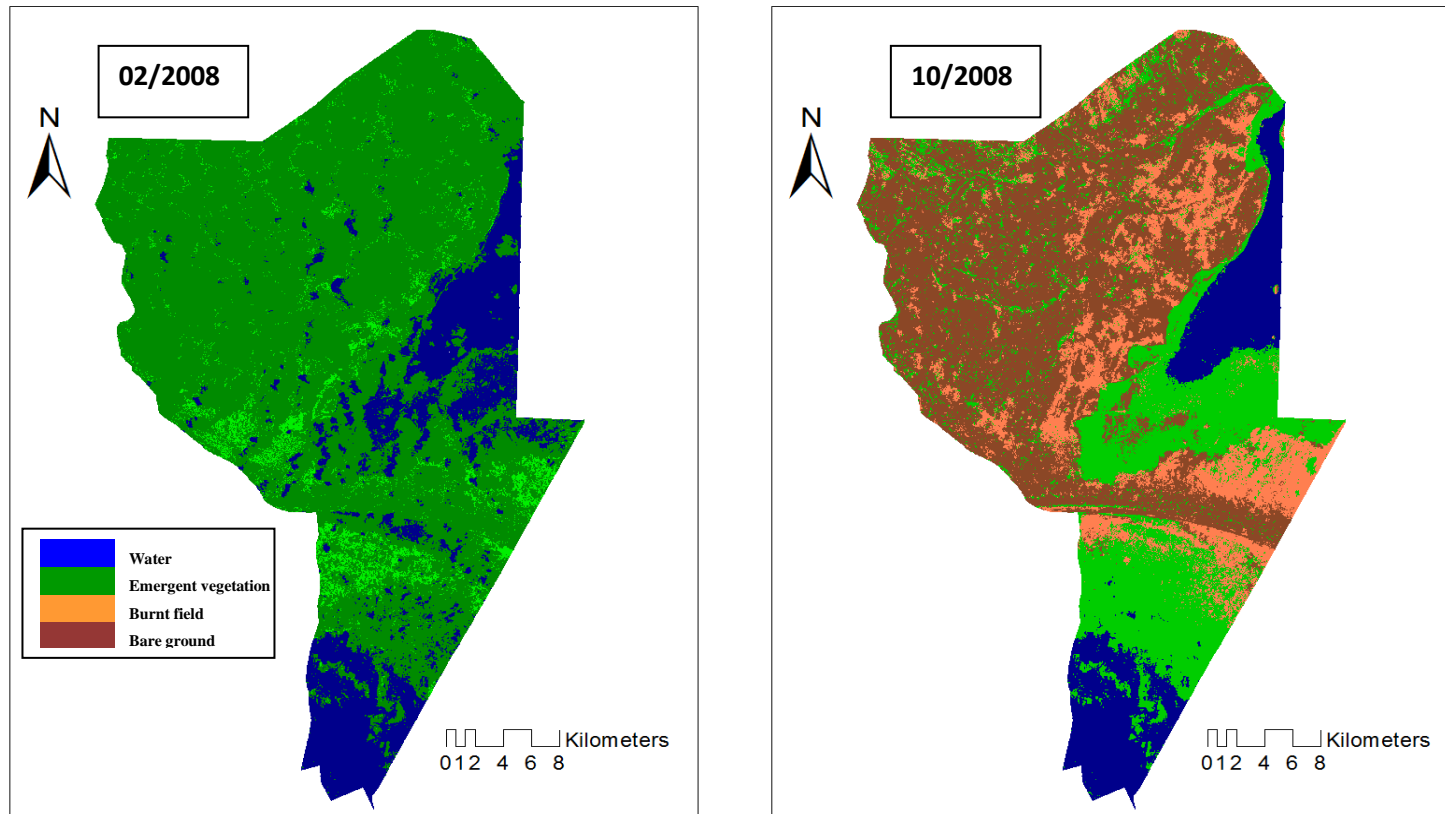 02/2008
N
Water
Emergent vegetation
Burnt field
Bare ground
Kilometers
0 1 2 4 6 8
10/2008
N
Kilometers
0 1 2 4 6 8